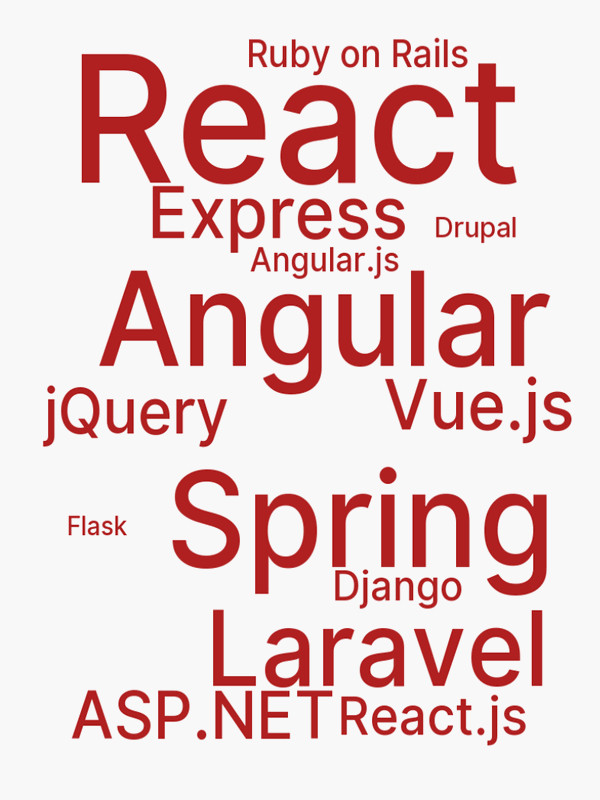 Ruby on Rails
React
Express
Drupal
Angular.js
Angular
jQuery
Vue.js
Spring
Flask
Django
Laravel
ASP.NET
React.js